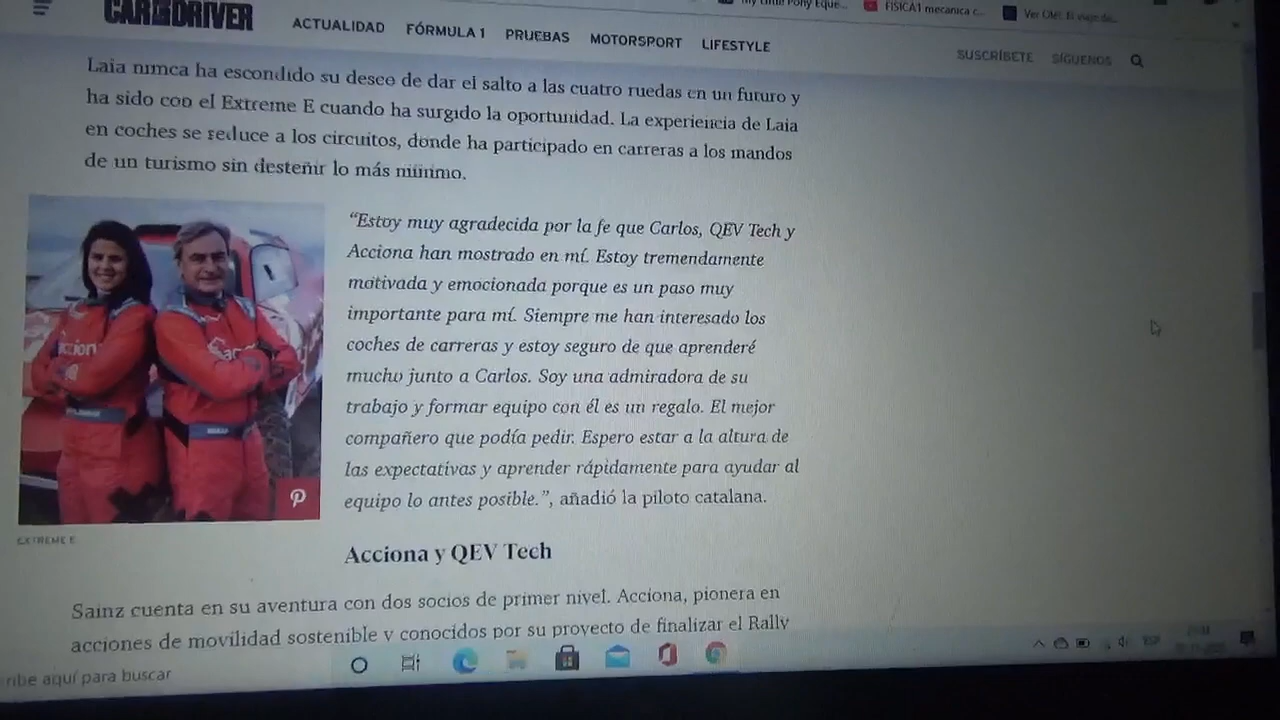 My Little Pony Eque...
FISICA1 mecanica c...
CAR AND DRIVER
ACTUALIDAD
FÓRMULA 1
PRUEBAS
MOTORSPORT
LIFESTYLE
SUSCRÍBETE
SÍGUENOS
Laia nunca ha escondido su deseo de dar el salto a las cuatro ruedas en un futuro y
ha sido con el Extreme E cuando ha surgido la oportunidad. La experiencia de Laia
en coches se reduce a los circuitos, donde ha participado en carreras a los mandos
de un turismo sin desteñir lo más mínimo.
“Estoy muy agradecida por la fe que Carlos, QEV Tech y
Acciona han mostrado en mí. Estoy tremendamente
motivada y emocionada porque es un paso muy
importante para mí. Siempre me han interesado los
coches de carreras y estoy seguro de que aprenderé
mucho junto a Carlos. Soy una admiradora de su
trabajo y formar equipo con él es un regalo. El mejor
compañero que podía pedir. Espero estar a la altura de
las expectativas y aprender rápidamente para ayudar al
equipo lo antes posible.”, añadió la piloto catalana.
EXTREME E
Acciona y QEV Tech
Sainz cuenta en su aventura con dos socios de primer nivel. Acciona, pionera en
acciones de movilidad sostenible y conocidos por su proyecto de finalizar el Rally
ribe aquí para buscar
ESP